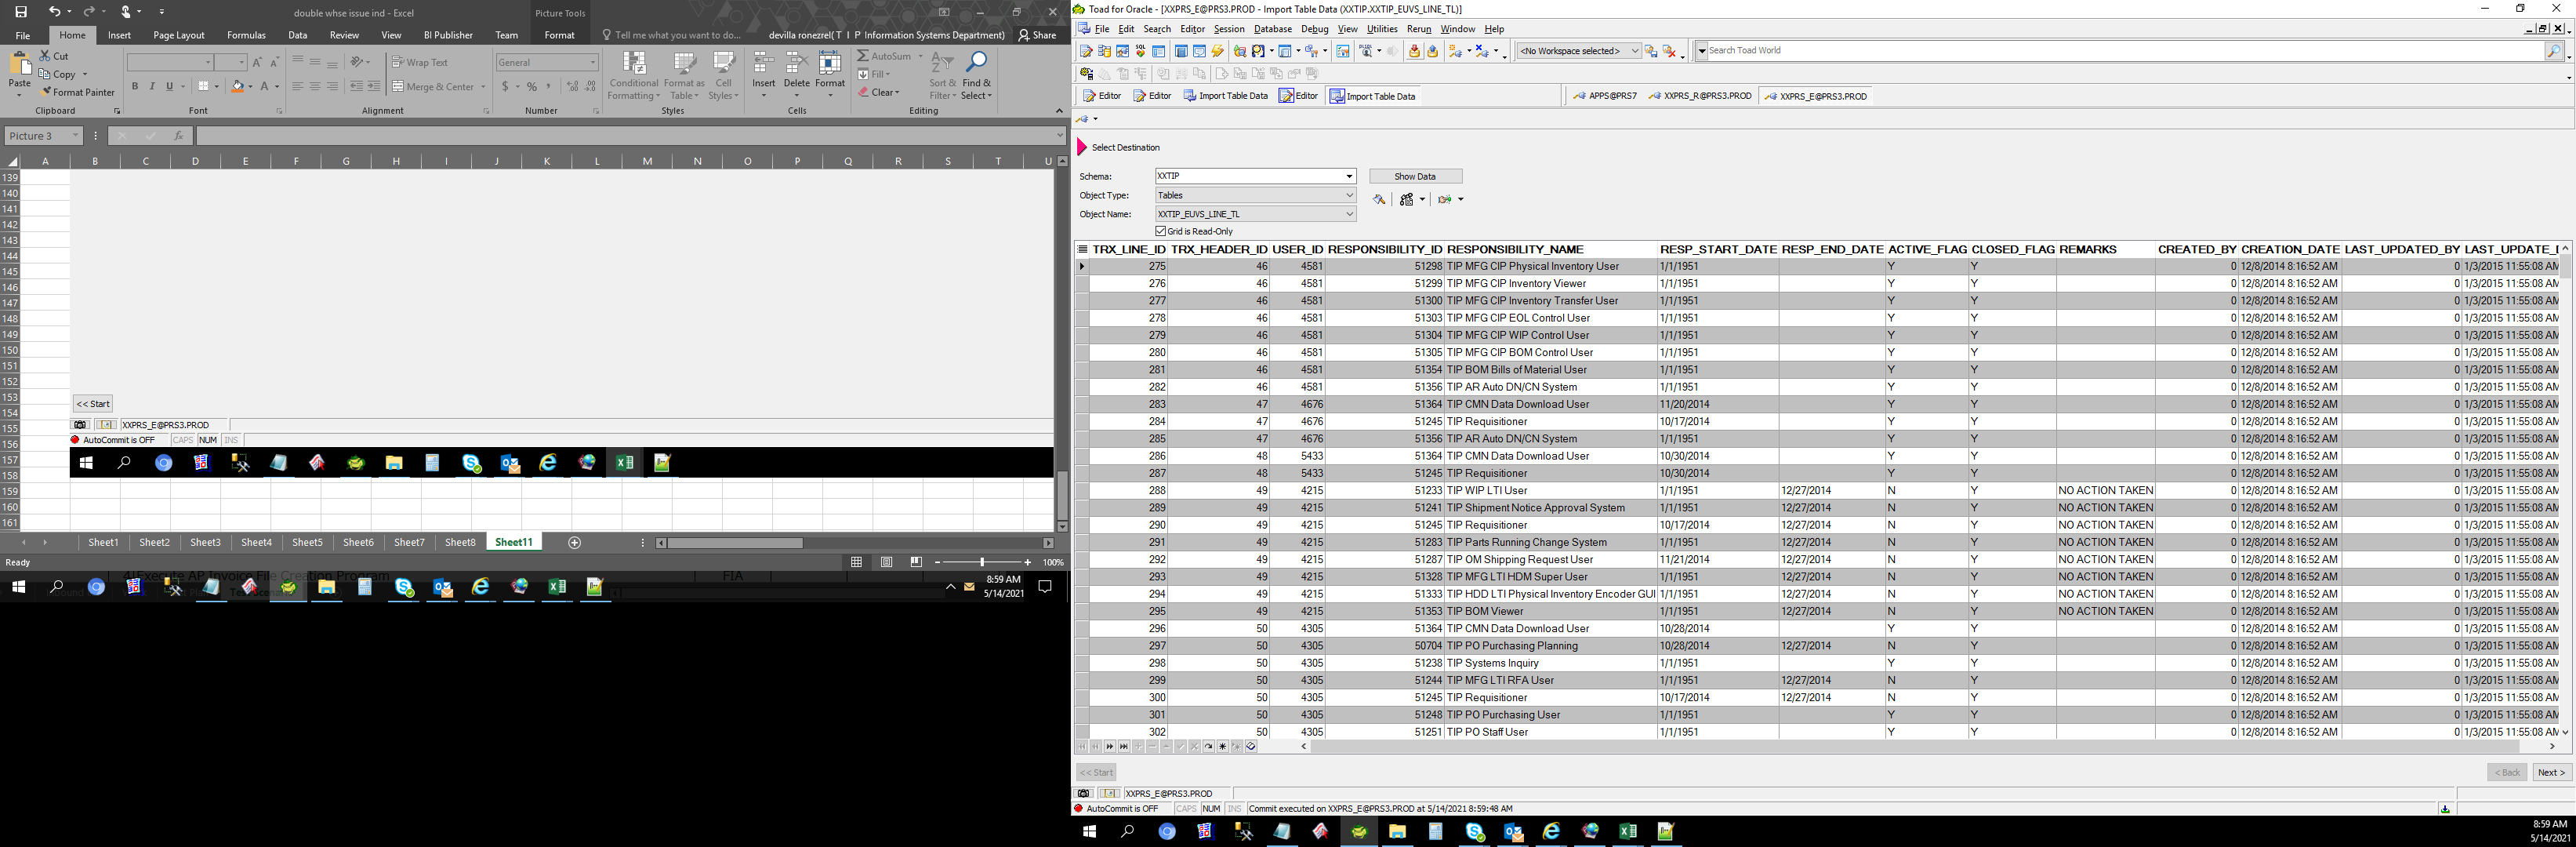 double whse issue ind - Excel
Picture Tools
File Home Insert Page Layout Formulas Data Review View BI Publisher Team Format
Tell me what you want to do...
devilla ronezrel( T I P Information Systems Department)
Share
Paste
Cut
Copy
Format Painter
Clipboard
Font
Wrap Text
Merge & Center
Alignment
General
Number
Conditional Formatting
Format as Table
Cell Styles
Styles
Insert Delete Format
Cells
AutoSum
Fill
Clear
Sort & Filter
Find & Select
Editing
Picture 3
A B C D E F G H I J K L M N O P Q R S T U
139
140
141
142
143
144
145
146
147
148
149
150
151
152
153
154
155
156
157
158
159
160
161
<< Start
XXPRS_E@PRS3.PROD
AutoCommit is OFF CAPS NUM INS
Sheet1 Sheet2 Sheet3 Sheet4 Sheet5 Sheet6 Sheet7 Sheet8 Sheet11
Ready
100%
Execute AP Invoice File Creation Program
FIA
8:59 AM
5/14/2021
Toad for Oracle - [XXPRS_E@PRS3.PROD - Import Table Data (XXTIP.XXTIP_EUVS_LINE_TL)]
File Edit Search Editor Session Database Debug View Utilities Rerun Window Help
<No Workspace selected>
Search Toad World
Editor Editor Import Table Data Editor Import Table Data
APPS@PRS7 XXPRS_R@PRS3.PROD XXPRS_E@PRS3.PROD
Select Destination
Schema: XXTIP
Show Data
Object Type: Tables
Object Name: XXTIP_EUVS_LINE_TL
Grid is Read-Only
TRX_LINE_ID TRX_HEADER_ID USER_ID RESPONSIBILITY_ID RESPONSIBILITY_NAME RESP_START_DATE RESP_END_DATE ACTIVE_FLAG CLOSED_FLAG REMARKS CREATED_BY CREATION_DATE LAST_UPDATED_BY LAST_UPDATE_D
275 46 4581 51298 TIP MFG CIP Physical Inventory User 1/1/1951 Y Y 0 12/8/2014 8:16:52 AM 0 1/3/2015 11:55:08 AM
276 46 4581 51299 TIP MFG CIP Inventory Viewer 1/1/1951 Y Y 0 12/8/2014 8:16:52 AM 0 1/3/2015 11:55:08 AM
277 46 4581 51300 TIP MFG CIP Inventory Transfer User 1/1/1951 Y Y 0 12/8/2014 8:16:52 AM 0 1/3/2015 11:55:08 AM
278 46 4581 51303 TIP MFG CIP EOL Control User 1/1/1951 Y Y 0 12/8/2014 8:16:52 AM 0 1/3/2015 11:55:08 AM
279 46 4581 51304 TIP MFG CIP WIP Control User 1/1/1951 Y Y 0 12/8/2014 8:16:52 AM 0 1/3/2015 11:55:08 AM
280 46 4581 51305 TIP MFG CIP BOM Control User 1/1/1951 Y Y 0 12/8/2014 8:16:52 AM 0 1/3/2015 11:55:08 AM
281 46 4581 51354 TIP BOM Bills of Material User 1/1/1951 Y Y 0 12/8/2014 8:16:52 AM 0 1/3/2015 11:55:08 AM
282 46 4581 51356 TIP AR Auto DN/CN System 1/1/1951 Y Y 0 12/8/2014 8:16:52 AM 0 1/3/2015 11:55:08 AM
283 47 4676 51364 TIP CMN Data Download User 11/20/2014 Y Y 0 12/8/2014 8:16:52 AM 0 1/3/2015 11:55:08 AM
284 47 4676 51245 TIP Requisitioner 10/17/2014 Y Y 0 12/8/2014 8:16:52 AM 0 1/3/2015 11:55:08 AM
285 47 4676 51356 TIP AR Auto DN/CN System 1/1/1951 Y Y 0 12/8/2014 8:16:52 AM 0 1/3/2015 11:55:08 AM
286 48 5433 51364 TIP CMN Data Download User 10/30/2014 Y Y 0 12/8/2014 8:16:52 AM 0 1/3/2015 11:55:08 AM
287 48 5433 51245 TIP Requisitioner 10/30/2014 Y Y 0 12/8/2014 8:16:52 AM 0 1/3/2015 11:55:08 AM
288 49 4215 51233 TIP WIP LTI User 1/1/1951 12/27/2014 N Y NO ACTION TAKEN 0 12/8/2014 8:16:52 AM 0 1/3/2015 11:55:08 AM
289 49 4215 51241 TIP Shipment Notice Approval System 1/1/1951 12/27/2014 N Y NO ACTION TAKEN 0 12/8/2014 8:16:52 AM 0 1/3/2015 11:55:08 AM
290 49 4215 51245 TIP Requisitioner 10/17/2014 12/27/2014 N Y NO ACTION TAKEN 0 12/8/2014 8:16:52 AM 0 1/3/2015 11:55:08 AM
291 49 4215 51283 TIP Parts Running Change System 1/1/1951 12/27/2014 N Y NO ACTION TAKEN 0 12/8/2014 8:16:52 AM 0 1/3/2015 11:55:08 AM
292 49 4215 51287 TIP OM Shipping Request User 11/21/2014 12/27/2014 N Y NO ACTION TAKEN 0 12/8/2014 8:16:52 AM 0 1/3/2015 11:55:08 AM
293 49 4215 51328 TIP MFG LTI HDM Super User 1/1/1951 12/27/2014 N Y NO ACTION TAKEN 0 12/8/2014 8:16:52 AM 0 1/3/2015 11:55:08 AM
294 49 4215 51333 TIP HDD LTI Physical Inventory Encoder GUI 1/1/1951 12/27/2014 N Y NO ACTION TAKEN 0 12/8/2014 8:16:52 AM 0 1/3/2015 11:55:08 AM
295 49 4215 51353 TIP BOM Viewer 1/1/1951 12/27/2014 N Y NO ACTION TAKEN 0 12/8/2014 8:16:52 AM 0 1/3/2015 11:55:08 AM
296 50 4305 51364 TIP CMN Data Download User 10/28/2014 Y Y 0 12/8/2014 8:16:52 AM 0 1/3/2015 11:55:08 AM
297 50 4305 50704 TIP PO Purchasing Planning 10/28/2014 12/27/2014 N Y 0 12/8/2014 8:16:52 AM 0 1/3/2015 11:55:08 AM
298 50 4305 51238 TIP Systems Inquiry 1/1/1951 Y Y 0 12/8/2014 8:16:52 AM 0 1/3/2015 11:55:08 AM
299 50 4305 51244 TIP MFG LTI RFA User 1/1/1951 12/27/2014 N Y 0 12/8/2014 8:16:52 AM 0 1/3/2015 11:55:08 AM
300 50 4305 51245 TIP Requisitioner 10/17/2014 12/27/2014 N Y 0 12/8/2014 8:16:52 AM 0 1/3/2015 11:55:08 AM
301 50 4305 51248 TIP PO Purchasing User 1/1/1951 Y Y 0 12/8/2014 8:16:52 AM 0 1/3/2015 11:55:08 AM
302 50 4305 51251 TIP PO Staff User 1/1/1951 Y Y 0 12/8/2014 8:16:52 AM 0 1/3/2015 11:55:08 AM
<< Start
< Back
Next >
XXPRS_E@PRS3.PROD
AutoCommit is OFF CAPS NUM INS Commit executed on XXPRS_E@PRS3.PROD at 5/14/2021 8:59:48 AM
8:59 AM
5/14/2021